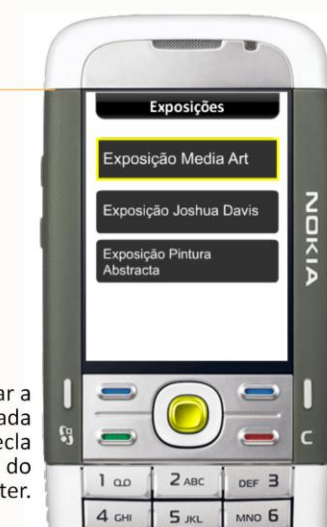 Exposições
Exposição Media Art
Exposição Joshua Davis
Exposição Pintura
Abstracta
NOKIA
ar a
ada
ecla
do
ter.
C
1
2 ABC
DEF 3
4 GHI
5 JKL
MNO 6